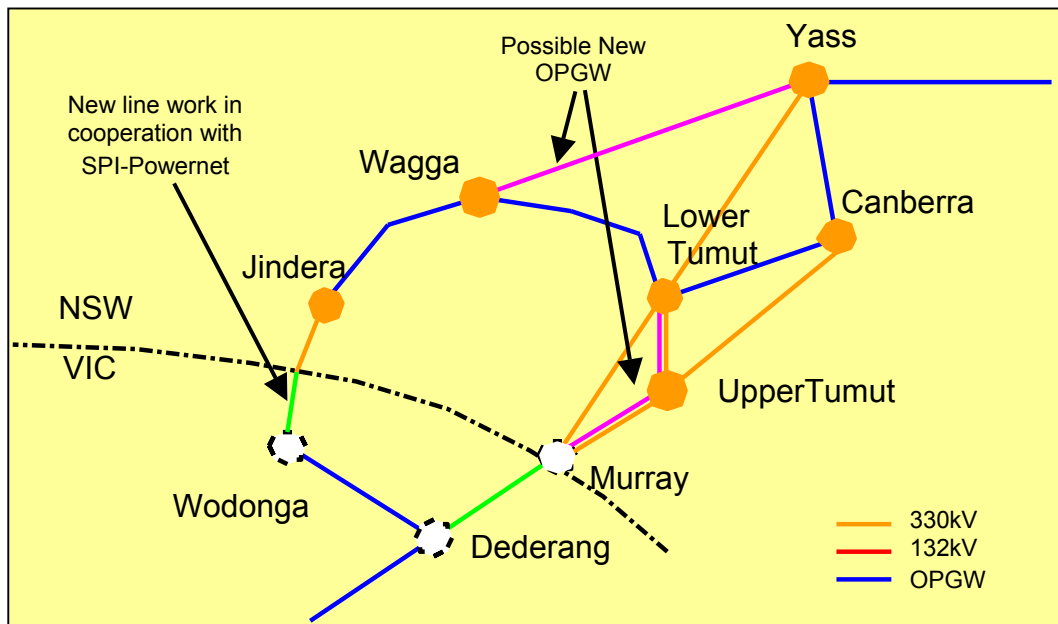 Yass
Possible New
OPGW
New line work in
cooperation with
SPI-Powernet
Wagga
Canberra
Lower
Tumut
Jindera
NSW
VIC
UpperTumut
Murray
Wodonga
Dederang
330kV
132kV
OPGW